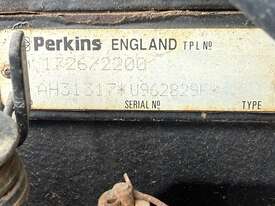 Perkins ENGLAND TPL Nº
1726/2200
AH31317*U962829F*
SERIAL Nº TYPE